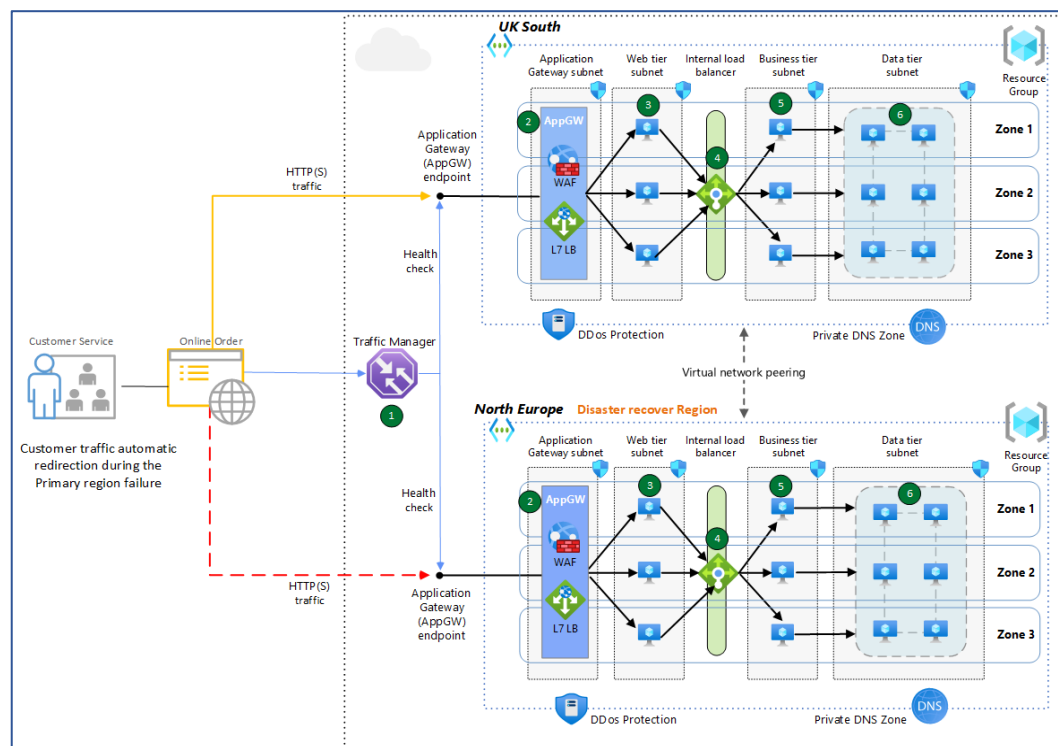 UK South
Application
Gateway subnet
Web tier
subnet
Internal load
balancer
Business tier
subnet
Data tier
subnet
Resource
Group
2
AppGW
WAF
L7 LB
3
4
5
6
Zone 1
Zone 2
Zone 3
Application
Gateway
(AppGW)
endpoint
HTTP(S)
traffic
Health
check
DDos Protection
Private DNS Zone
DNS
Customer Service
Online Order
Traffic Manager
1
Virtual network peering
Customer traffic automatic
redirection during the
Primary region failure
North Europe Disaster recover Region
Application
Gateway subnet
Web tier
subnet
Internal load
balancer
Business tier
subnet
Data tier
subnet
Resource
Group
2
AppGW
WAF
L7 LB
3
4
5
6
Zone 1
Zone 2
Zone 3
Health
check
HTTP(S)
traffic
Application
Gateway
(AppGW)
endpoint
DDos Protection
Private DNS Zone
DNS